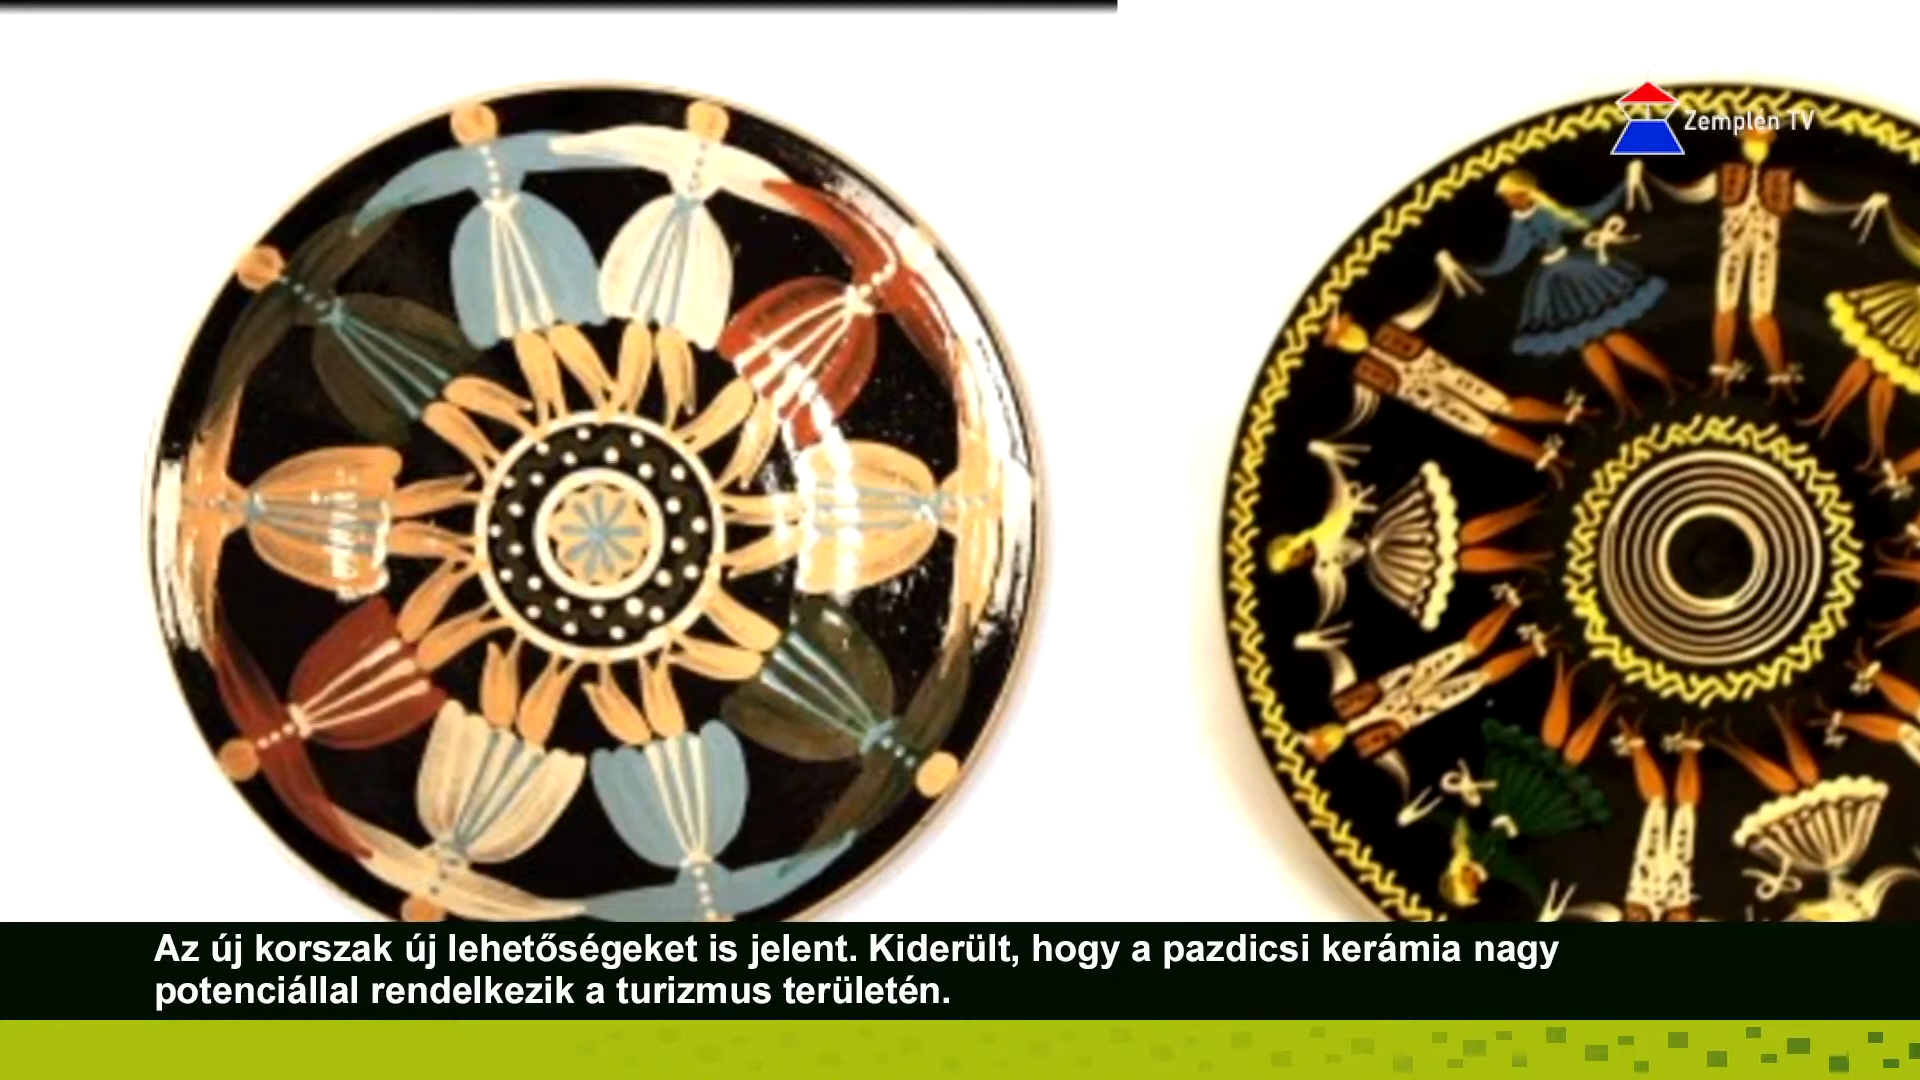 Zemplén TV
Az új korszak új lehetőségeket is jelent. Kiderült, hogy a pazdicsi kerámia nagy
potenciállal rendelkezik a turizmus területén.